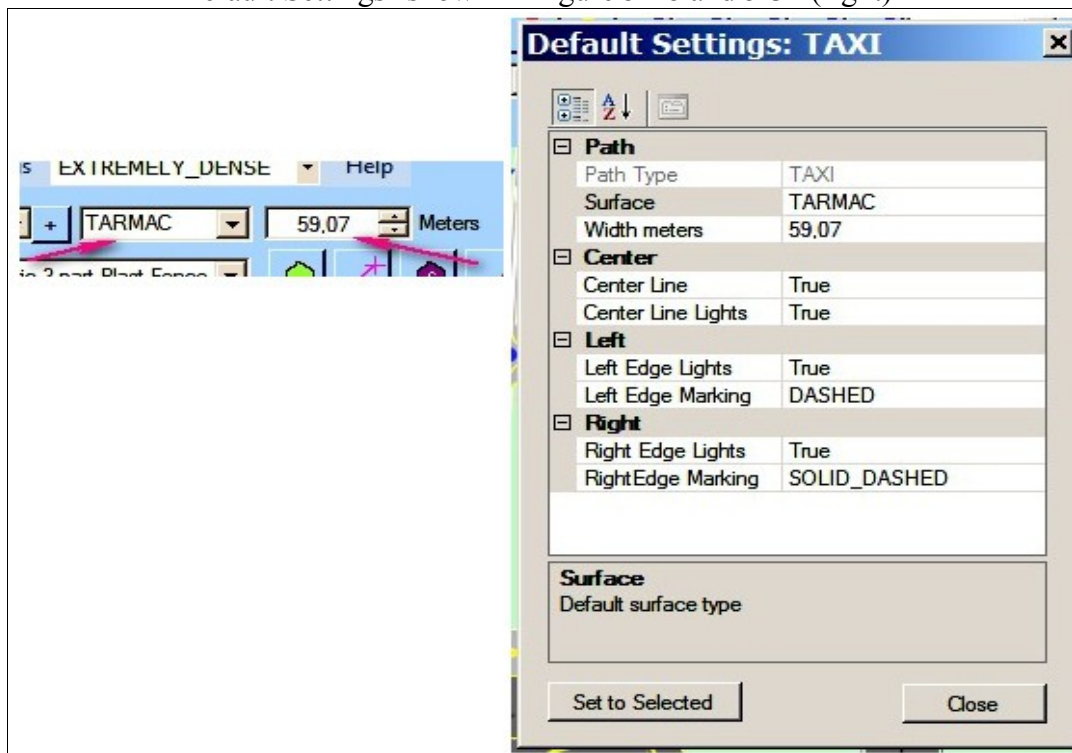 Default Settings: TAXI
EXTREMELY_DENSE Help
+ TARMAC 59,07 Meters
Path
Path Type TAXI
Surface TARMAC
Width meters 59,07
Center
Center Line True
Center Line Lights True
Left
Left Edge Lights True
Left Edge Marking DASHED
Right
Right Edge Lights True
RightEdge Marking SOLID_DASHED
Surface
Default surface type
Set to Selected Close